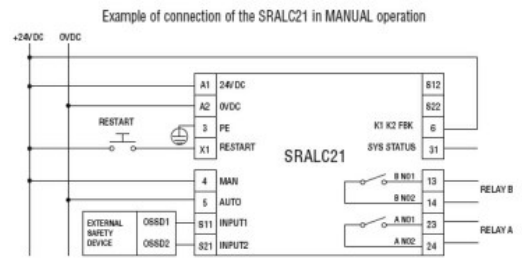 Example of connection of the SRALC21 in MANUAL operation
+24VDC 0VDC
A1 24VDC S12
A2 0VDC S22
RESTART
3 PE K1 K2 FBK 6
X1 RESTART SYS STATUS 31
SRALC21
4 MAN B NO1 13
RELAY B
5 AUTO B NO2 14
EXTERNAL SAFETY DEVICE OSSD1 S11 INPUT1 A NO1 23
RELAY A
OSSD2 S21 INPUT2 A NO2 24